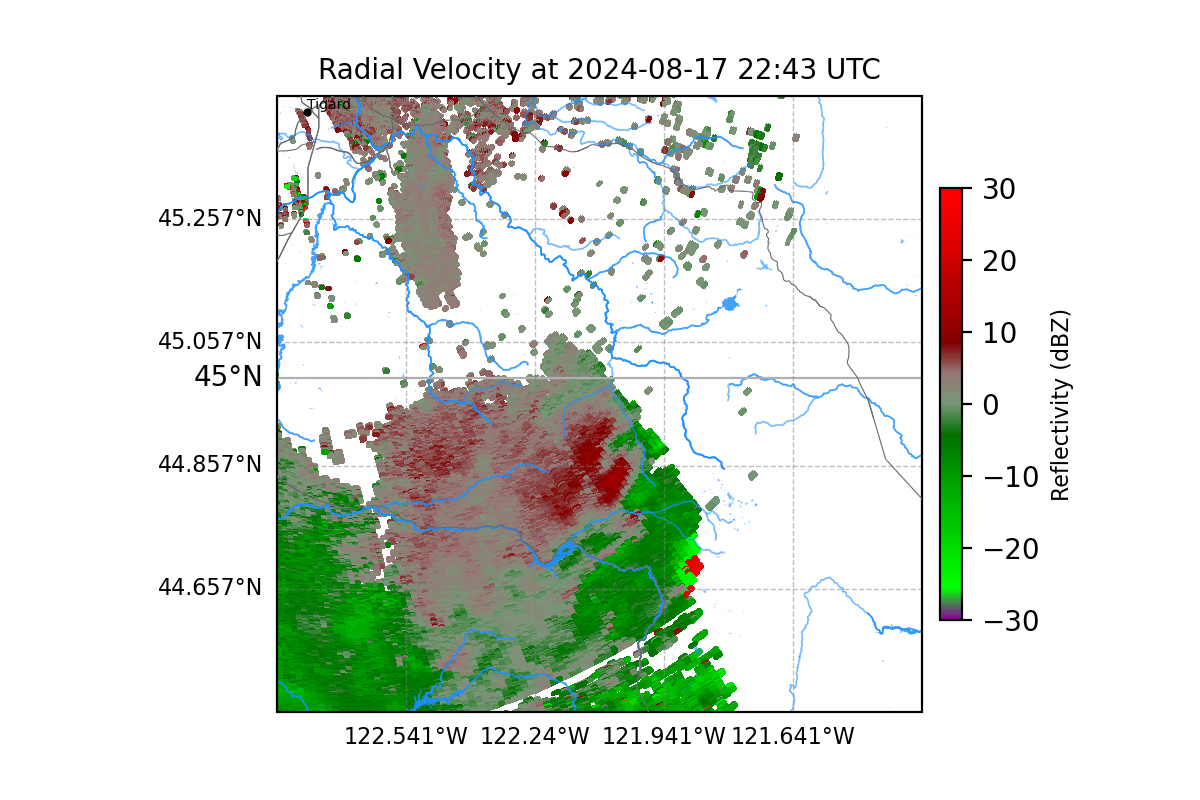 Radial Velocity at 2024-08-17 22:43 UTC
Tigard
45.257°N
45.057°N
45°N
44.857°N
44.657°N
122.541°W 122.24°W 121.941°W 121.641°W
30
20
10
0
−10
−20
−30
Reflectivity (dBZ)